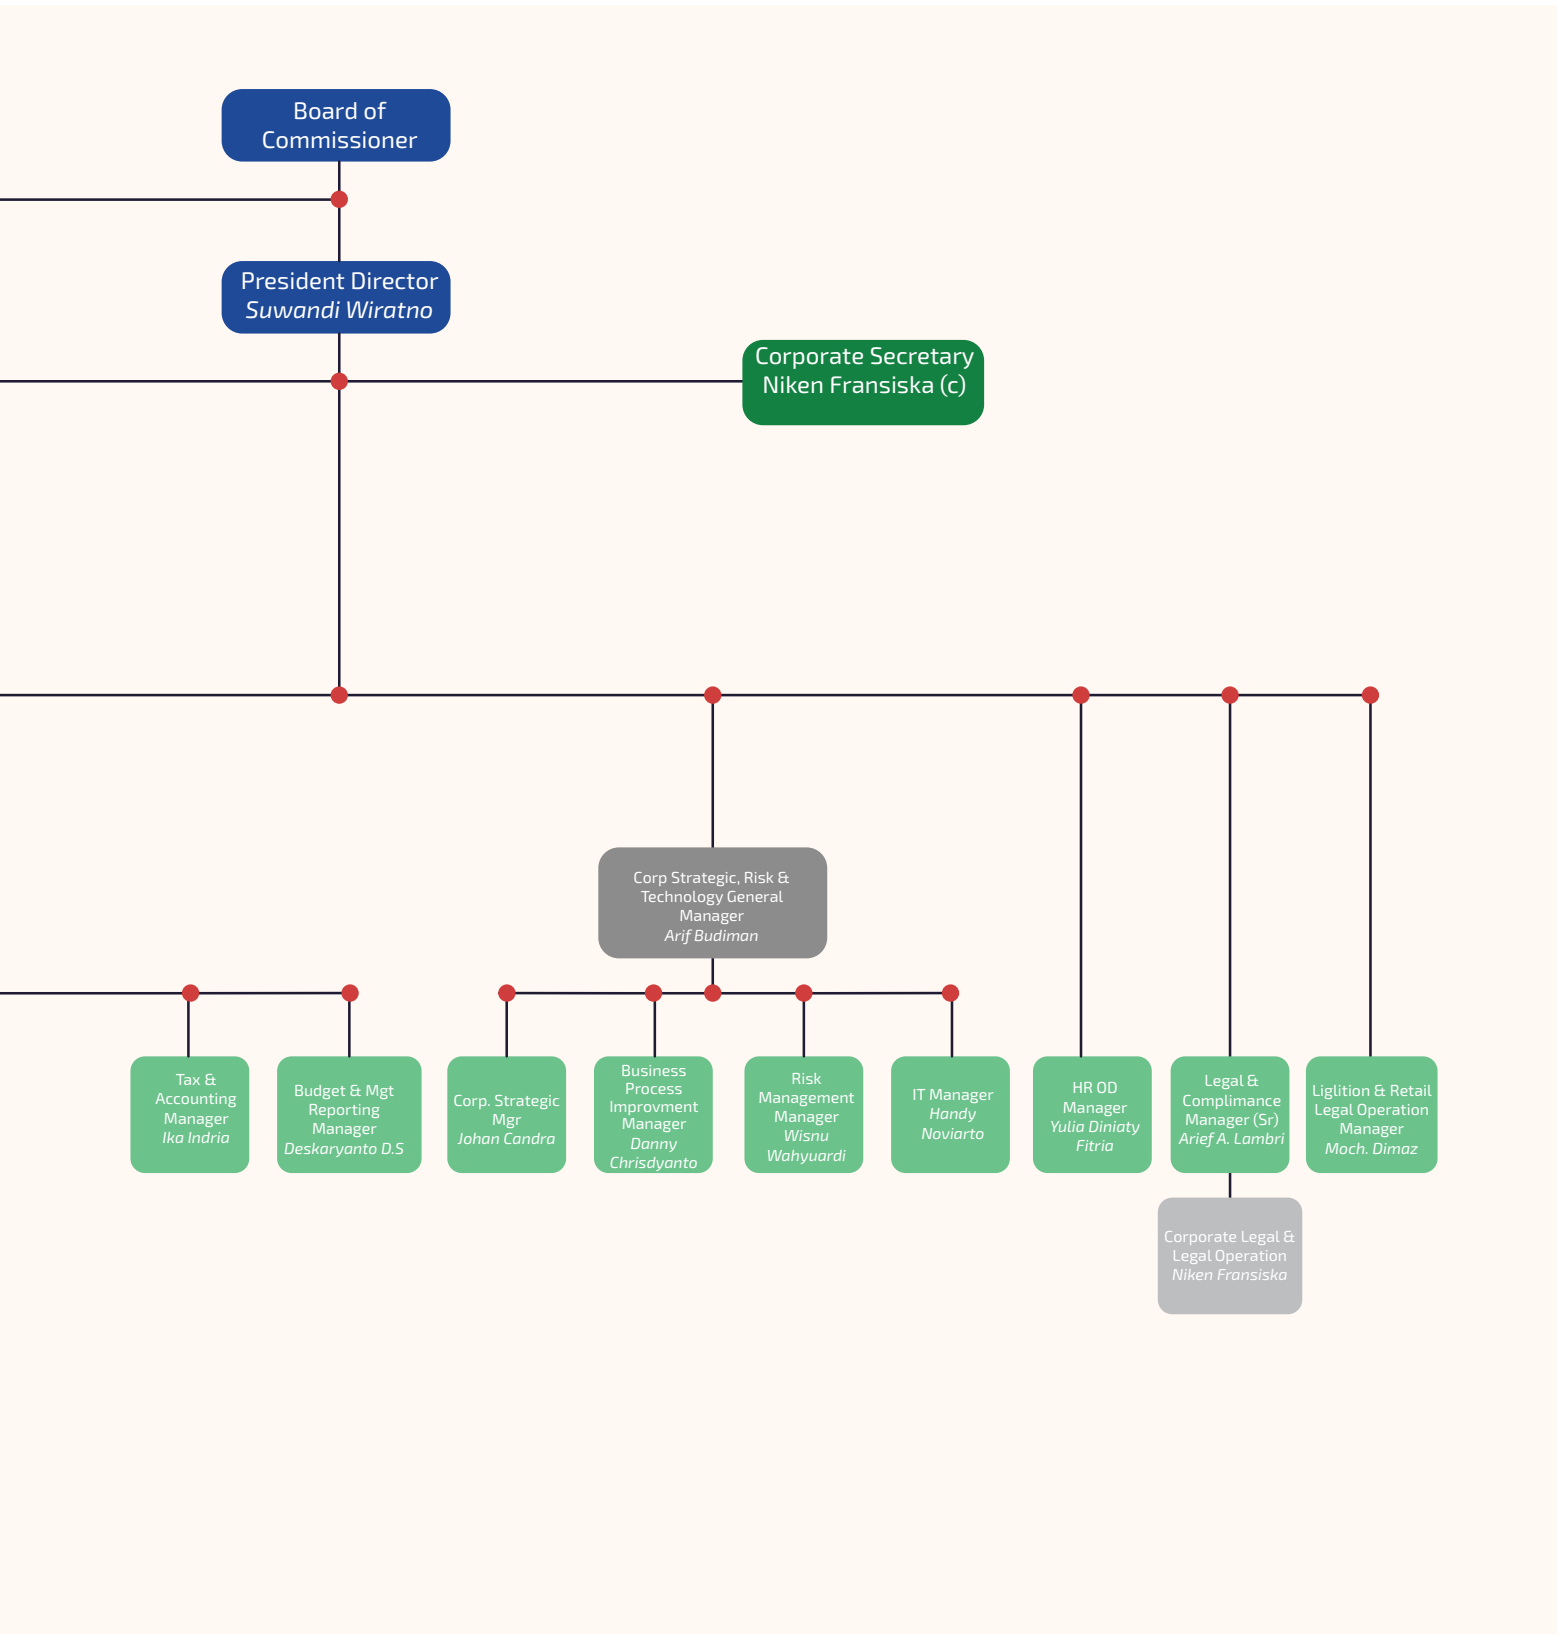 Board of
Commissioner
President Director
Suwandi Wiratno
Corporate Secretary
Niken Fransiska (c)
Corp Strategic, Risk &
Technology General
Manager
Arif Budiman
Tax &
Accounting
Manager
Ika Indria
Budget & Mgt
Reporting
Manager
Deskaryanto D.S
Corp. Strategic
Mgr
Johan Candra
Business
Process
Improvment
Manager
Danny
Chrisdyanto
Risk
Management
Manager
Wisnu
Wahyuardi
IT Manager
Handy
Noviarto
HR OD
Manager
Yulia Diniaty
Fitria
Legal &
Complimance
Manager (Sr)
Arief A. Lambri
Liglition & Retail
Legal Operation
Manager
Moch. Dimaz
Corporate Legal &
Legal Operation
Niken Fransiska